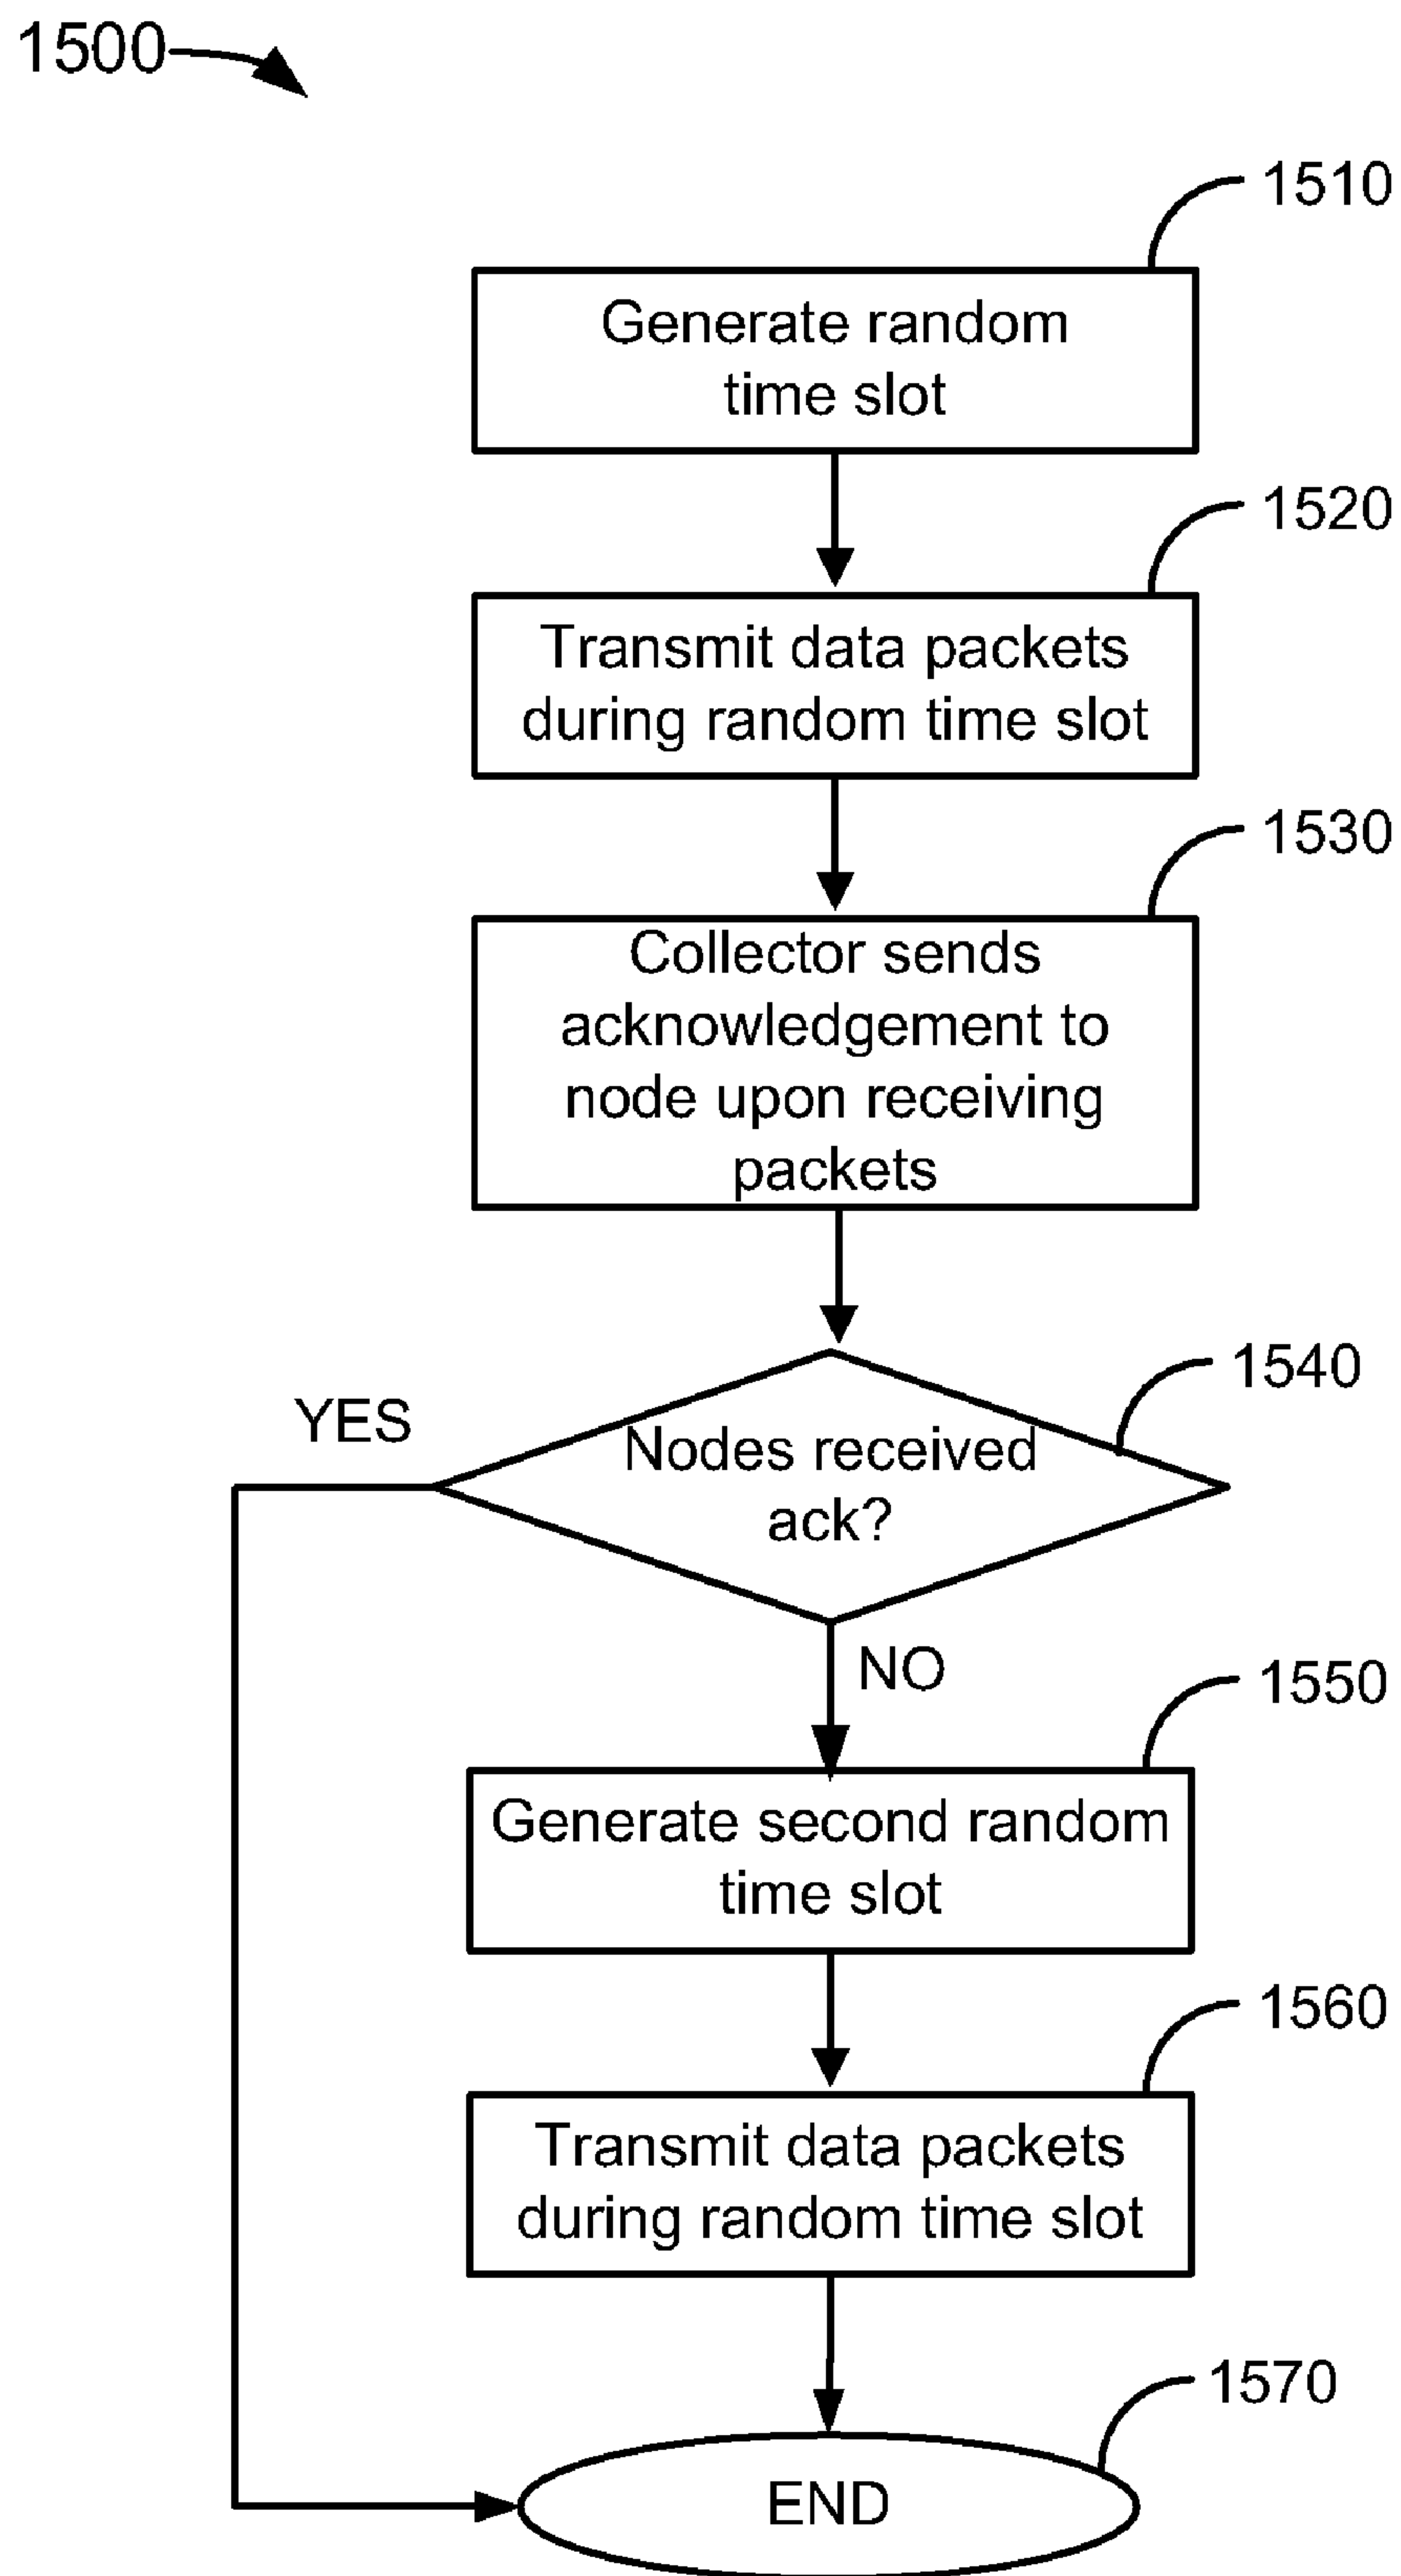 1500
1510
Generate random
time slot
1520
Transmit data packets
during random time slot
1530
Collector sends
acknowledgement to
node upon receiving
packets
1540
YES
Nodes received
ack?
NO
1550
Generate second random
time slot
1560
Transmit data packets
during random time slot
1570
END